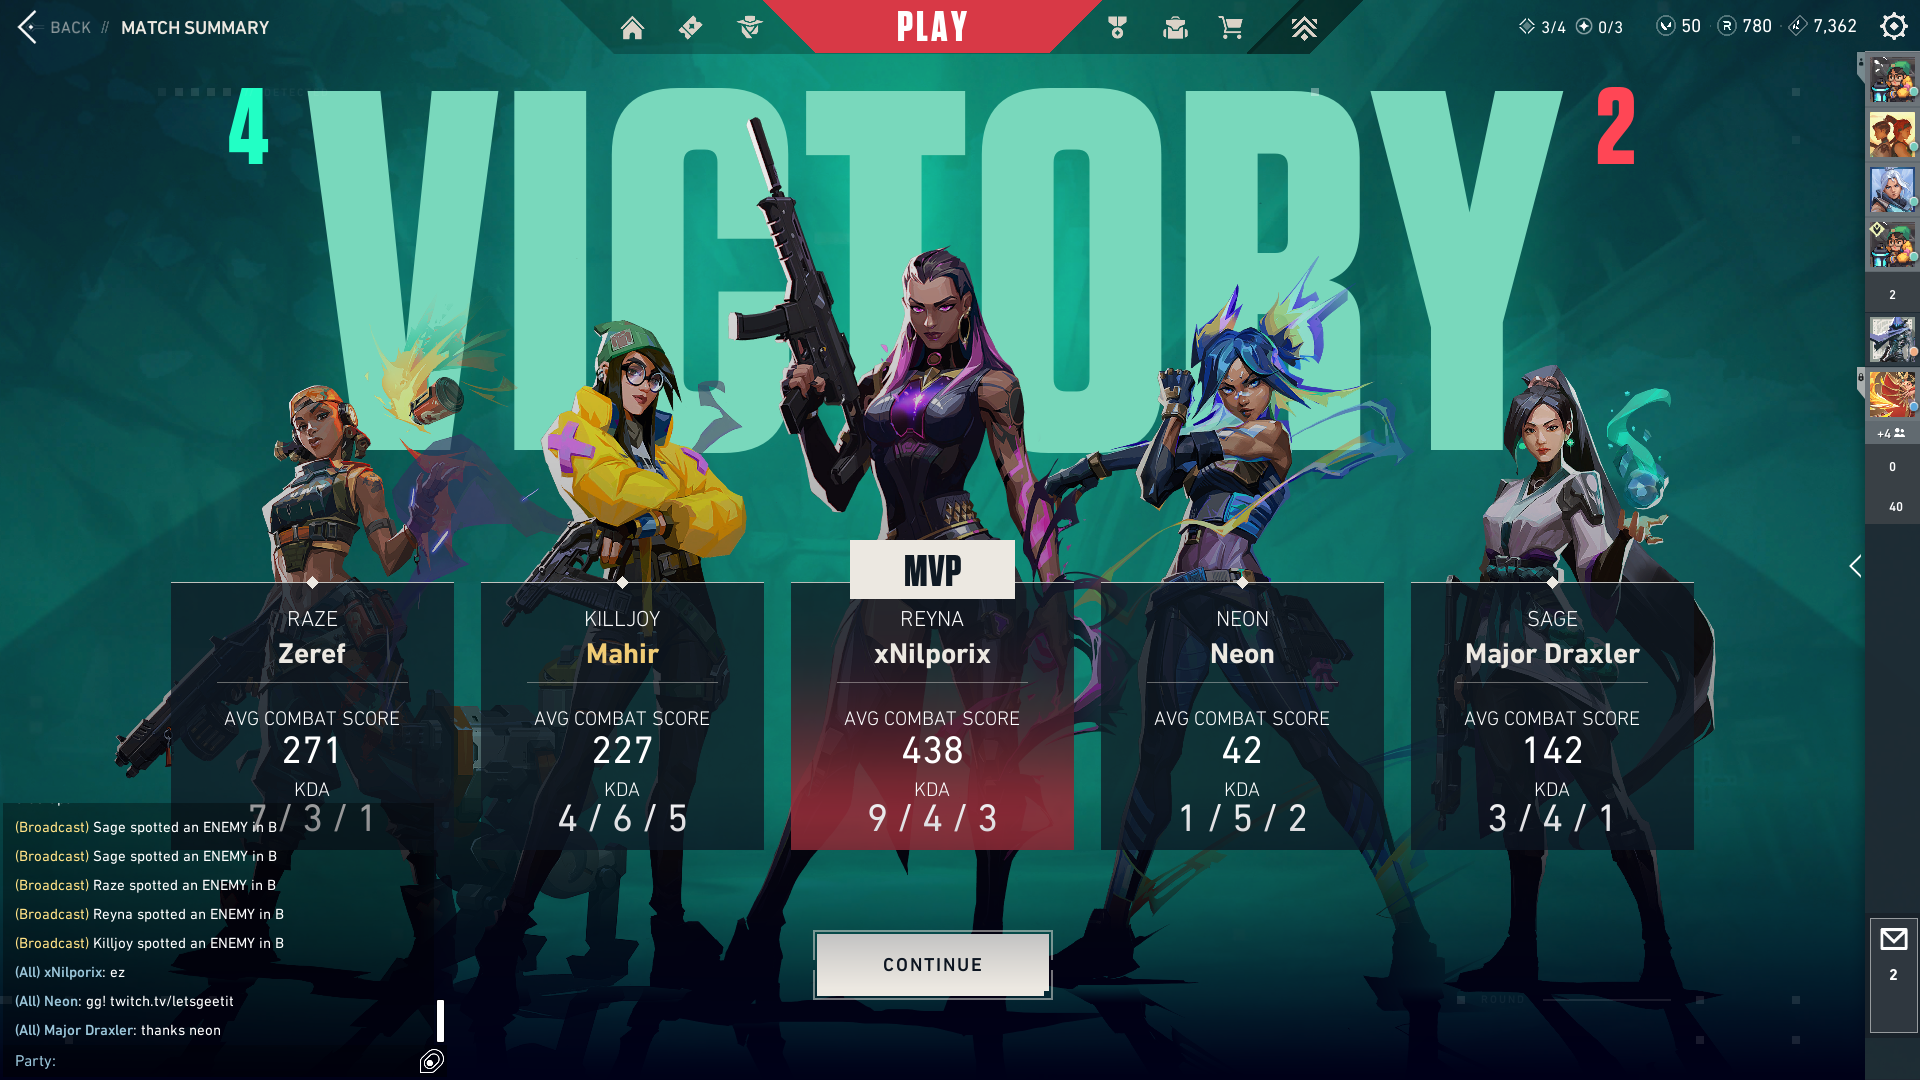 BACK // MATCH SUMMARY
PLAY
3/4 0/3 50 780 7,362
4 VICTORY 2
MVP
RAZE
Zeref
AVG COMBAT SCORE
271
KDA
7 / 3 / 1
KILLJOY
Mahir
AVG COMBAT SCORE
227
KDA
4 / 6 / 5
REYNA
xNilporix
AVG COMBAT SCORE
438
KDA
9 / 4 / 3
NEON
Neon
AVG COMBAT SCORE
42
KDA
1 / 5 / 2
SAGE
Major Draxler
AVG COMBAT SCORE
142
KDA
3 / 4 / 1
(Broadcast) Sage spotted an ENEMY in B
(Broadcast) Sage spotted an ENEMY in B
(Broadcast) Raze spotted an ENEMY in B
(Broadcast) Reyna spotted an ENEMY in B
(Broadcast) Killjoy spotted an ENEMY in B
(All) xNilporix: ez
(All) Neon: gg! twitch.tv/letsgeetit
(All) Major Draxler: thanks neon
Party:
CONTINUE
ROUND
2
+4
0
40
2